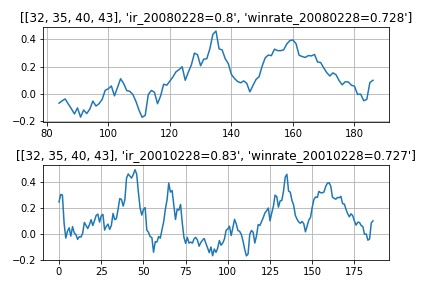 [[32, 35, 40, 43], 'ir_20080228=0.8', 'winrate_20080228=0.728']
0.4
0.2
0.0
-0.2
80 100 120 140 160 180
[[32, 35, 40, 43], 'ir_20010228=0.83', 'winrate_20010228=0.727']
0.4
0.2
0.0
-0.2
0 25 50 75 100 125 150 175